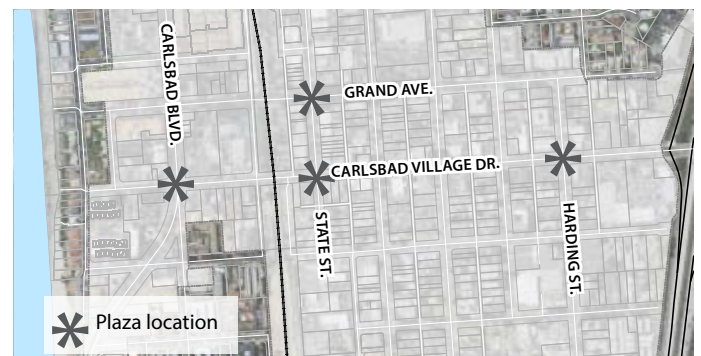 CARLSBAD BLVD.
GRAND AVE.
CARLSBAD VILLAGE DR.
STATE ST.
HARDING ST.
Plaza location